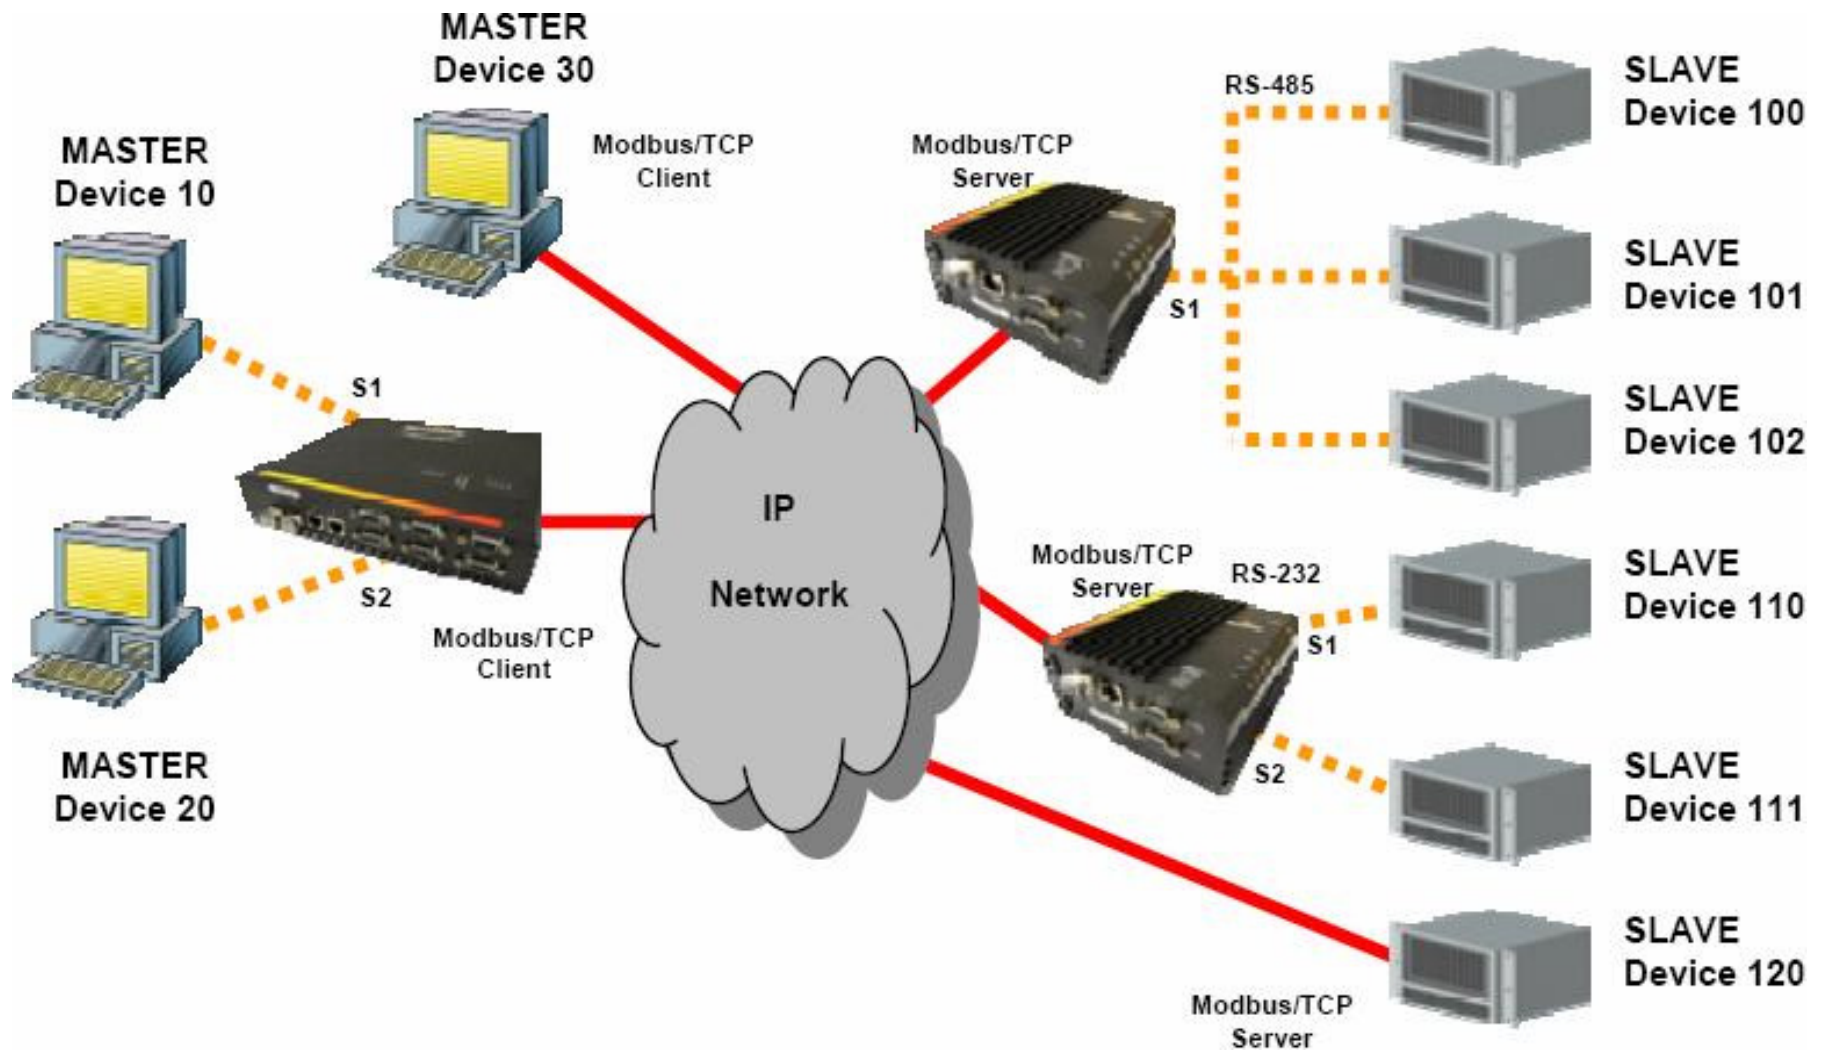 MASTER
Device 30
MASTER
Device 10
Modbus/TCP
Client
Modbus/TCP
Server
RS-485
SLAVE
Device 100
S1
SLAVE
Device 101
SLAVE
Device 102
S1
S2
Modbus/TCP
Client
MASTER
Device 20
IP
Network
Modbus/TCP
Server
RS-232
S1
S2
SLAVE
Device 110
SLAVE
Device 111
SLAVE
Device 120
Modbus/TCP
Server